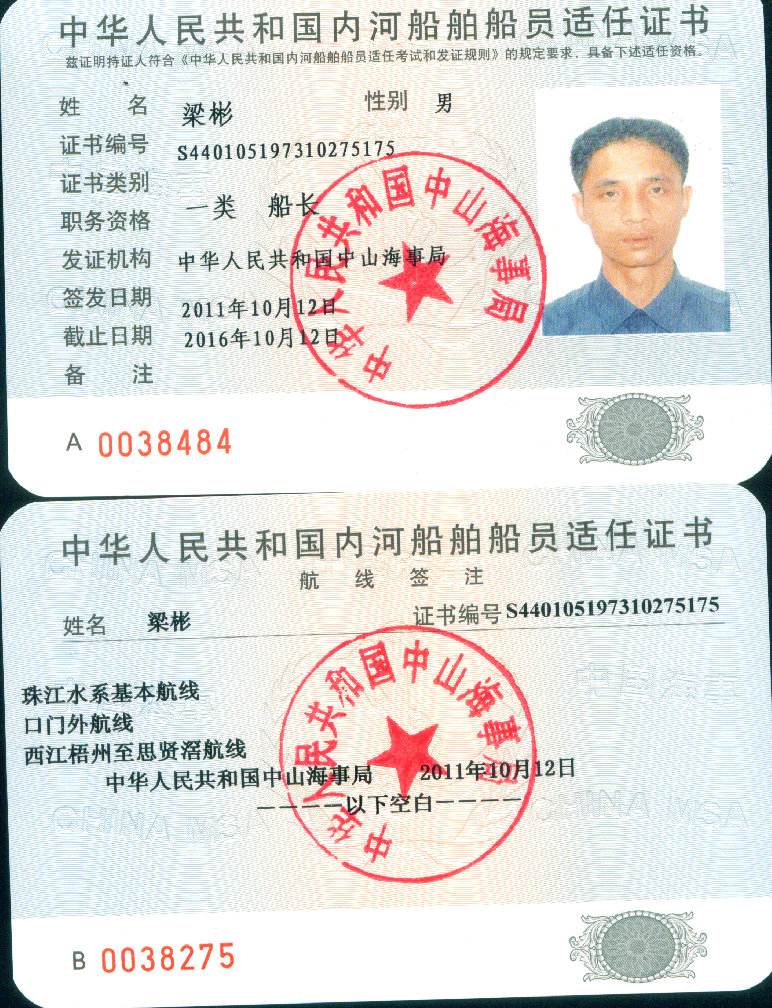 中华人民共和国内河船舶船员适任证书
兹证明持证人符合《中华人民共和国内河船舶船员适任考试和发证规则》的规定要求，具备下述适任资格。
姓 名 梁彬 性别 男
证书编号 S440105197310275175
证书类别
职务资格 一类 船长
发证机构 中华人民共和国中山海事局
签发日期 2011年10月12日
截止日期 2016年10月12日
备 注
中华人民共和国中山海事局
A 0038484
中华人民共和国内河船舶船员适任证书
航 线 签 注
姓名 梁彬 证书编号 S440105197310275175
珠江水系基本航线
口门外航线
西江梧州至思贤滘航线
中华人民共和国中山海事局 2011年10月12日
－－－－以下空白－－－－
中华人民共和国中山海事局
B 0038275